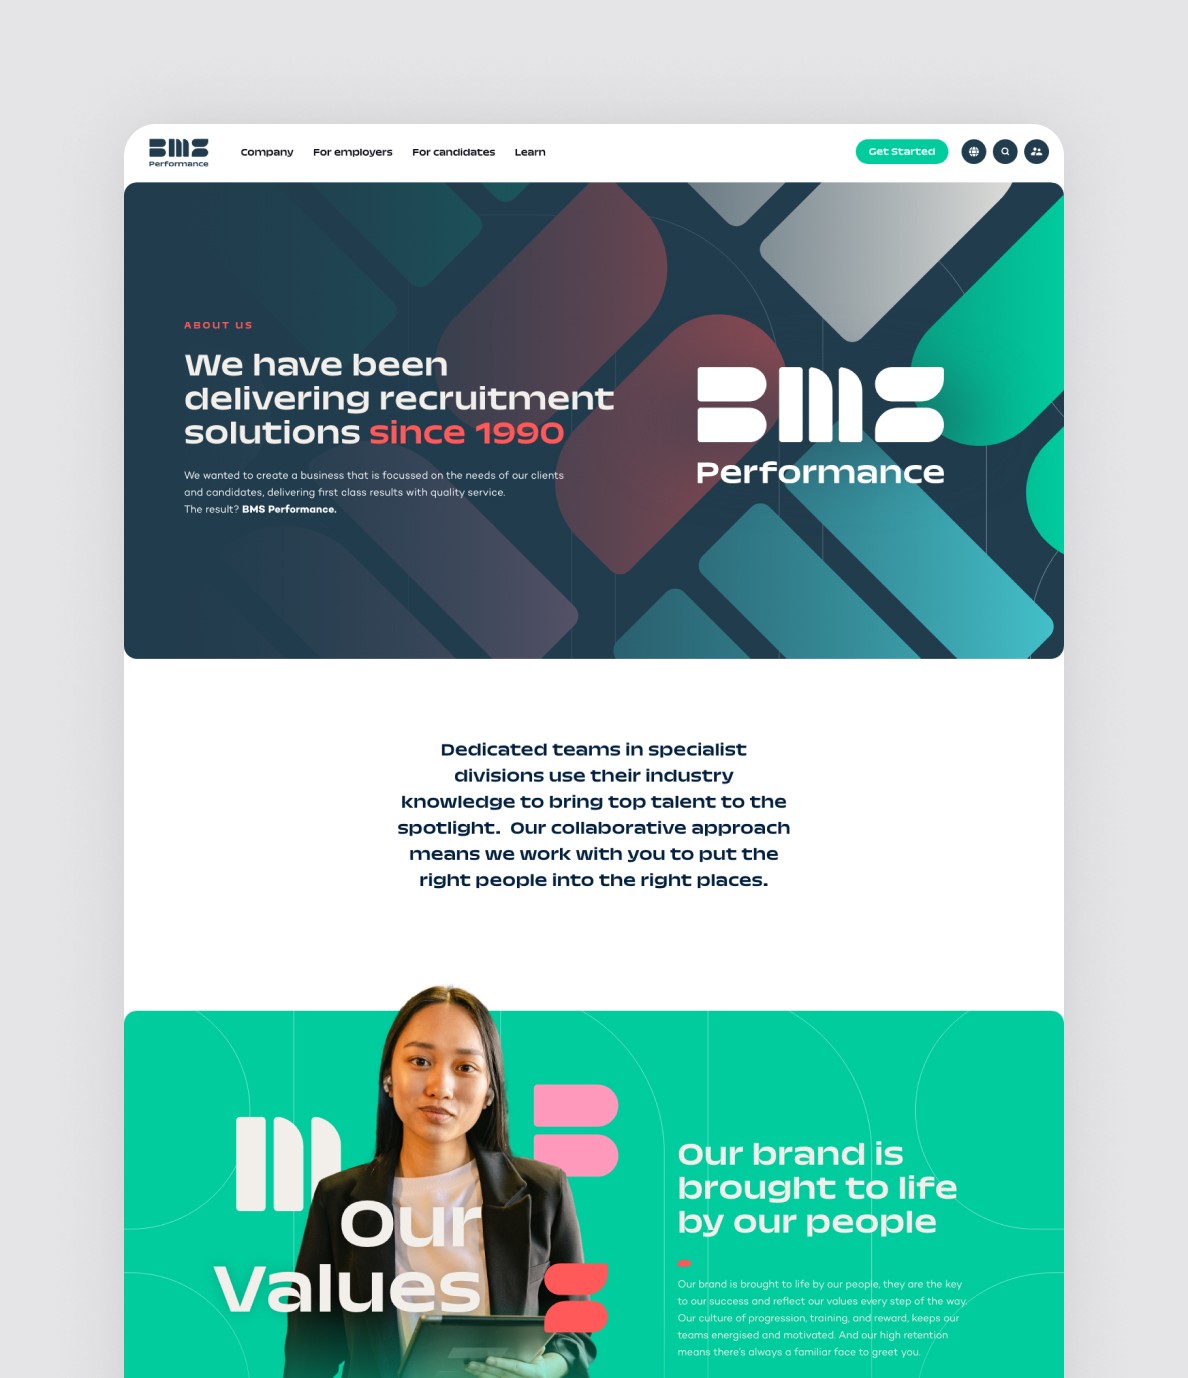 BMS
Performance
Company
For employers
For candidates
Learn
Get Started
ABOUT US
We have been
delivering recruitment
solutions since 1990
We wanted to create a business that is focussed on the needs of our clients
and candidates, delivering first class results with quality service.
The result? BMS Performance.
BMS
Performance
Dedicated teams in specialist
divisions use their industry
knowledge to bring top talent to the
spotlight.  Our collaborative approach
means we work with you to put the
right people into the right places.
Our
Values
Our brand is
brought to life
by our people
Our brand is brought to life by our people, they are the key
to our success and reflect our values every step of the way.
Our culture of progression, training, and reward, keeps our
teams energised and motivated. And our high retention
means there's always a familiar face to greet you.